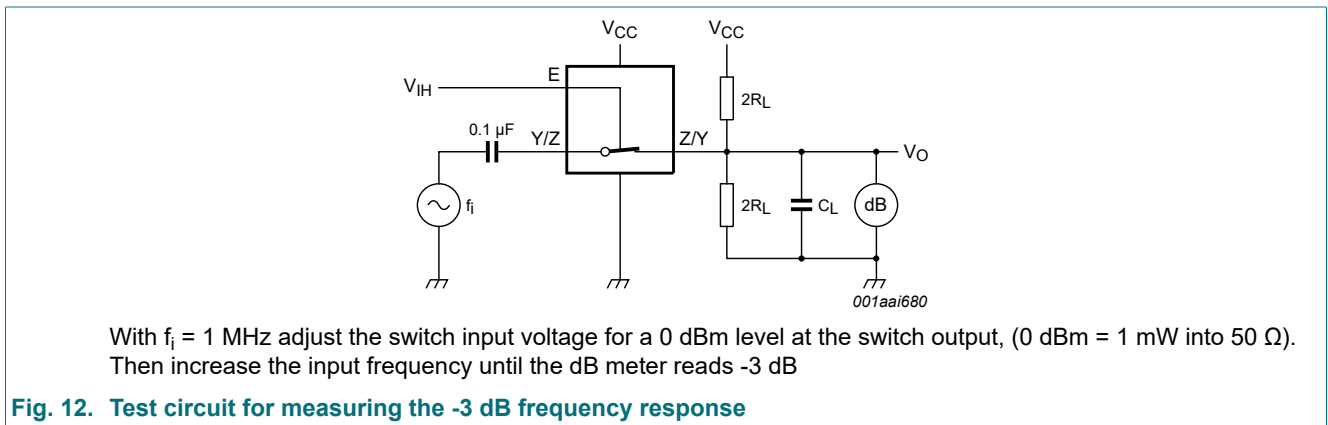 VCC VCC
E
VIH
2RL
0.1 µF Y/Z Z/Y
VO
fi 2RL CL dB
001aai680
With fi = 1 MHz adjust the switch input voltage for a 0 dBm level at the switch output, (0 dBm = 1 mW into 50 Ω).
Then increase the input frequency until the dB meter reads -3 dB
Fig. 12. Test circuit for measuring the -3 dB frequency response